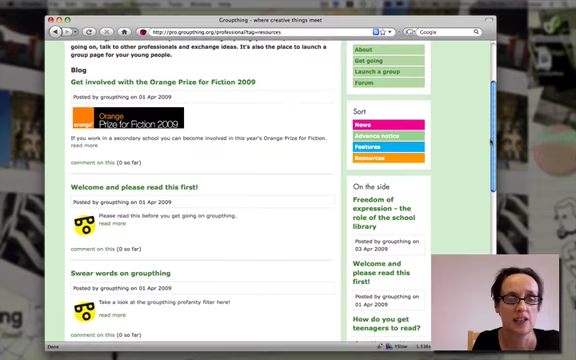 Groupthing - where creative things meet
http://pro.groupthing.org/professional?tag=resources
Google
going on, talk to other professionals and exchange ideas. It's also the place to launch a
group page for your young people.
Blog
Get involved with the Orange Prize for Fiction 2009
Posted by groupthing on 01 Apr 2009
orange
Orange
Prize for Fiction 2009
If you work in a secondary school you can become involved in this year's Orange Prize for Fiction.
read more
comment on this (0 so far)
Welcome and please read this first!
Posted by groupthing on 01 Apr 2009
Please read this before you get going on groupthing.
read more
comment on this (0 so far)
Swear words on groupthing
Posted by groupthing on 01 Apr 2009
Take a look at the groupthing profanity filter here!
read more
comment on this (0 so far)
About
Get going
Launch a group
Forum
Sort
News
Advance notice
Features
Resources
On the side
Freedom of
expression - the
role of the school
library
Posted by groupthing on
03 Apr 2009
Welcome and
please read this
first!
Posted by groupthing on
01 Apr 2009
How do you get
teenagers to read?
Done
YSlow